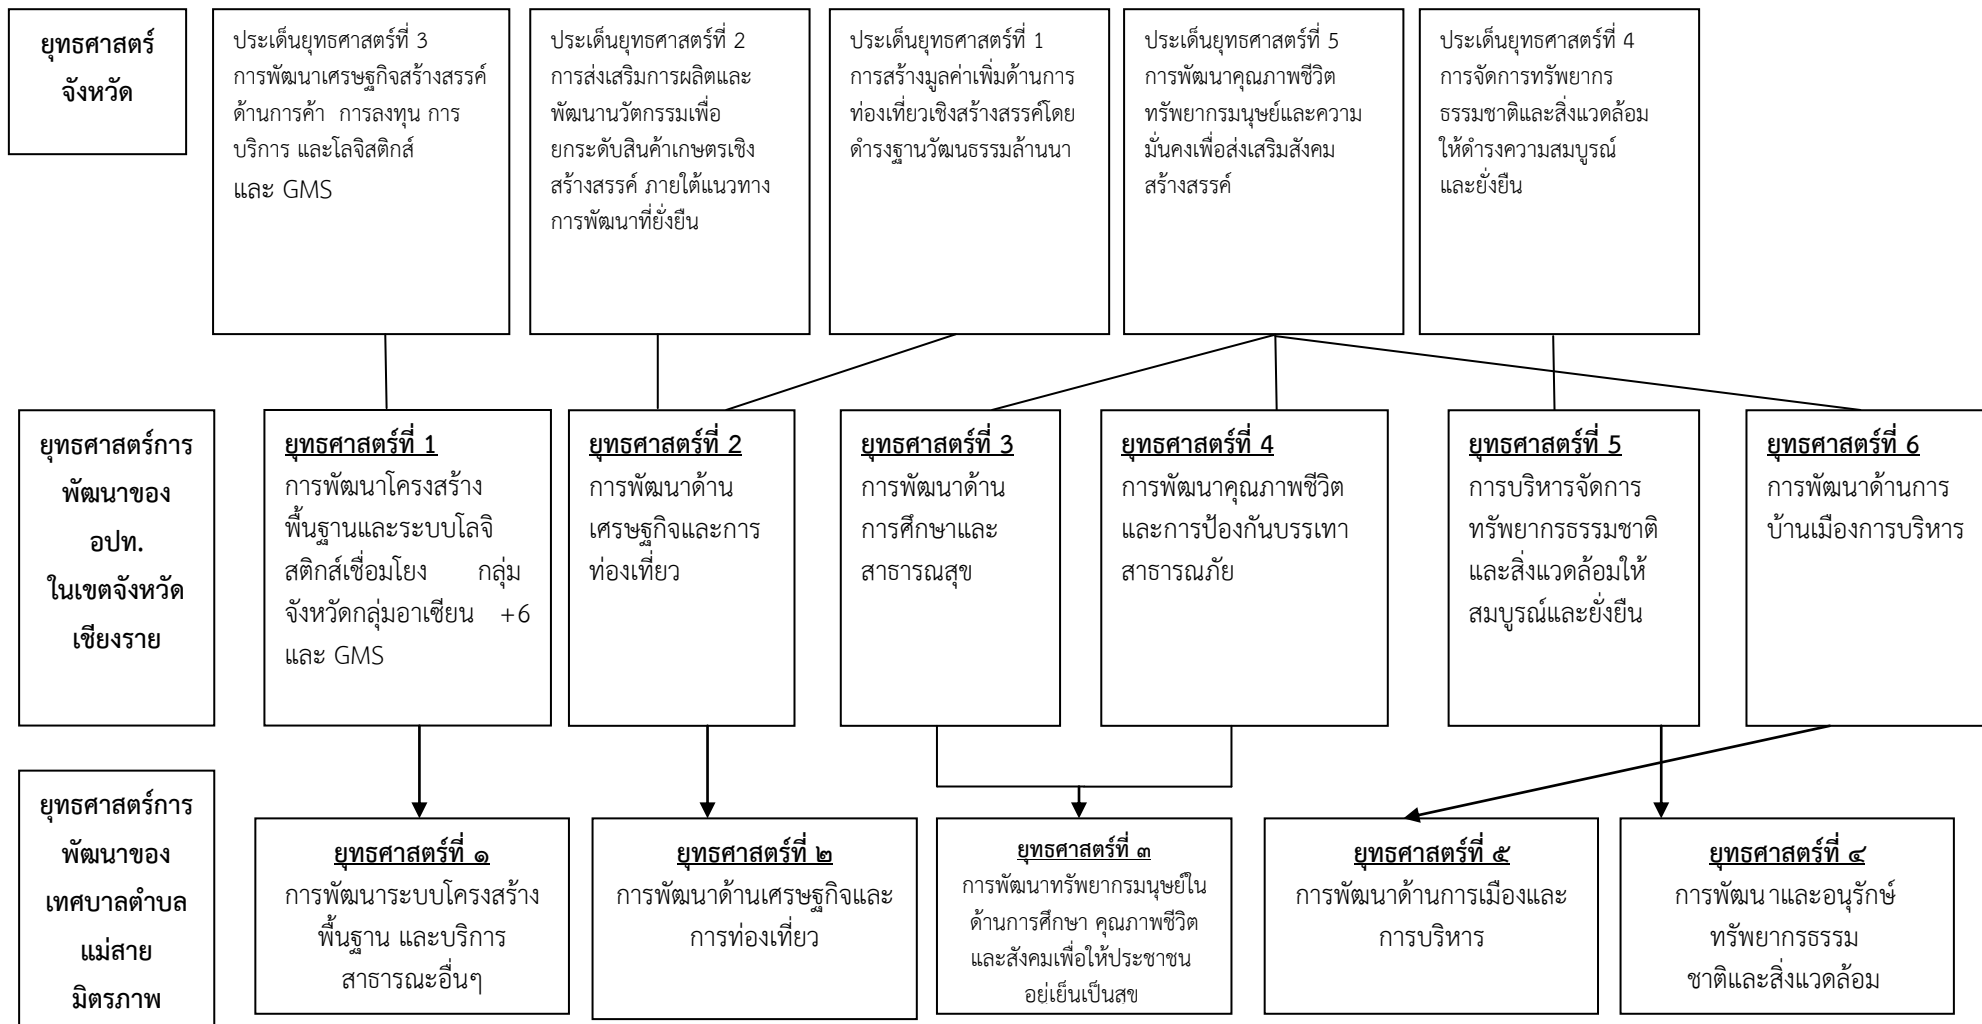 ยุทธศาสตร์
จังหวัด
ประเด็นยุทธศาสตร์ที่ 3
การพัฒนาเศรษฐกิจสร้างสรรค์
ด้านการค้า การลงทุน การ
บริการ และโลจิสติกส์
และ GMS
ประเด็นยุทธศาสตร์ที่ 2
การส่งเสริมการผลิตและ
พัฒนานวัตกรรมเพื่อ
ยกระดับสินค้าเกษตรเชิง
สร้างสรรค์ ภายใต้แนวทาง
การพัฒนาที่ยั่งยืน
ประเด็นยุทธศาสตร์ที่ 1
การสร้างมูลค่าเพิ่มด้านการ
ท่องเที่ยวเชิงสร้างสรรค์โดย
ดำรงฐานวัฒนธรรมล้านนา
ประเด็นยุทธศาสตร์ที่ 5
การพัฒนาคุณภาพชีวิต
ทรัพยากรมนุษย์และความ
มั่นคงเพื่อส่งเสริมสังคม
สร้างสรรค์
ประเด็นยุทธศาสตร์ที่ 4
การจัดการทรัพยากร
ธรรมชาติและสิ่งแวดล้อม
ให้ดำรงความสมบูรณ์
และยั่งยืน
ยุทธศาสตร์การ
พัฒนาของ
อปท.
ในเขตจังหวัด
เชียงราย
ยุทธศาสตร์ที่ 1
การพัฒนาโครงสร้าง
พื้นฐานและระบบโลจิ
สติกส์เชื่อมโยง กลุ่ม
จังหวัดกลุ่มอาเซียน +6
และ GMS
ยุทธศาสตร์ที่ 2
การพัฒนาด้าน
เศรษฐกิจและการ
ท่องเที่ยว
ยุทธศาสตร์ที่ 3
การพัฒนาด้าน
การศึกษาและ
สาธารณสุข
ยุทธศาสตร์ที่ 4
การพัฒนาคุณภาพชีวิต
และการป้องกันบรรเทา
สาธารณภัย
ยุทธศาสตร์ที่ 5
การบริหารจัดการ
ทรัพยากรธรรมชาติ
และสิ่งแวดล้อมให้
สมบูรณ์และยั่งยืน
ยุทธศาสตร์ที่ 6
การพัฒนาด้านการ
บ้านเมืองการบริหาร
ยุทธศาสตร์การ
พัฒนาของ
เทศบาลตำบล
แม่สาย
มิตรภาพ
ยุทธศาสตร์ที่ ๑
การพัฒนาระบบโครงสร้าง
พื้นฐาน และบริการ
สาธารณะอื่นๆ
ยุทธศาสตร์ที่ ๒
การพัฒนาด้านเศรษฐกิจและ
การท่องเที่ยว
ยุทธศาสตร์ที่ ๓
การพัฒนาทรัพยากรมนุษย์ใน
ด้านการศึกษา คุณภาพชีวิต
และสังคมเพื่อให้ประชาชน
อยู่เย็นเป็นสุข
ยุทธศาสตร์ที่ ๕
การพัฒนาด้านการเมืองและ
การบริหาร
ยุทธศาสตร์ที่ ๔
การพัฒนาและอนุรักษ์
ทรัพยากรธรรม
ชาติและสิ่งแวดล้อม